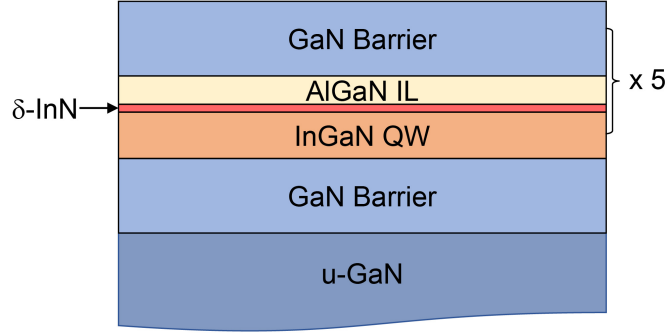 GaN Barrier
AlGaN IL
x 5
δ-InN
InGaN QW
GaN Barrier
u-GaN